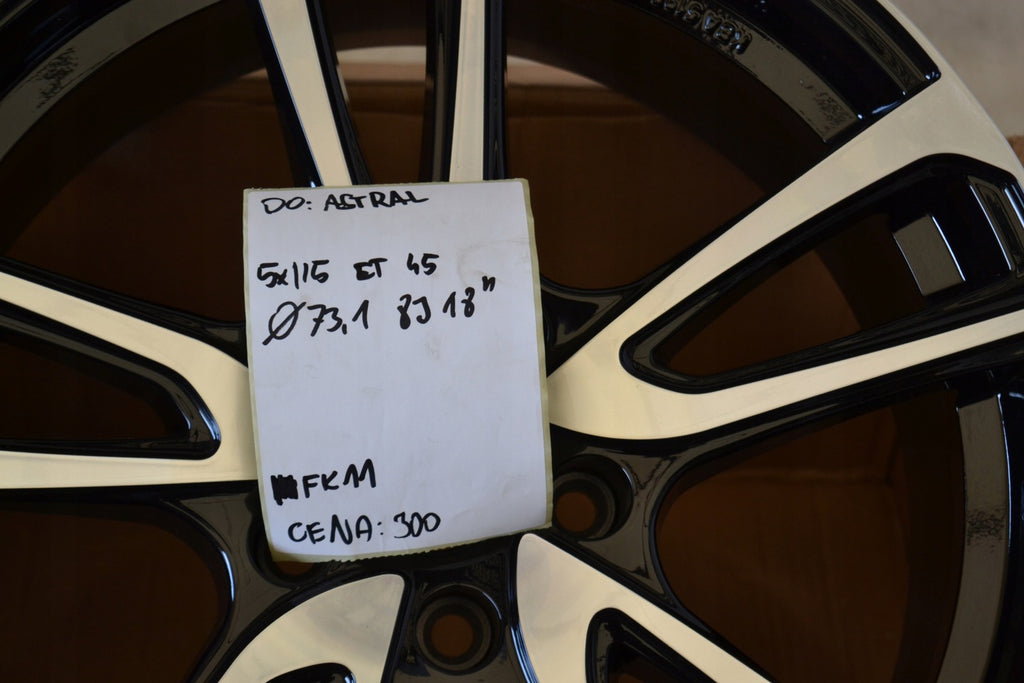 DO: ASTRAL
5x115 ET 45
Ø73,1 8J 18"
FKM
CENA: 300